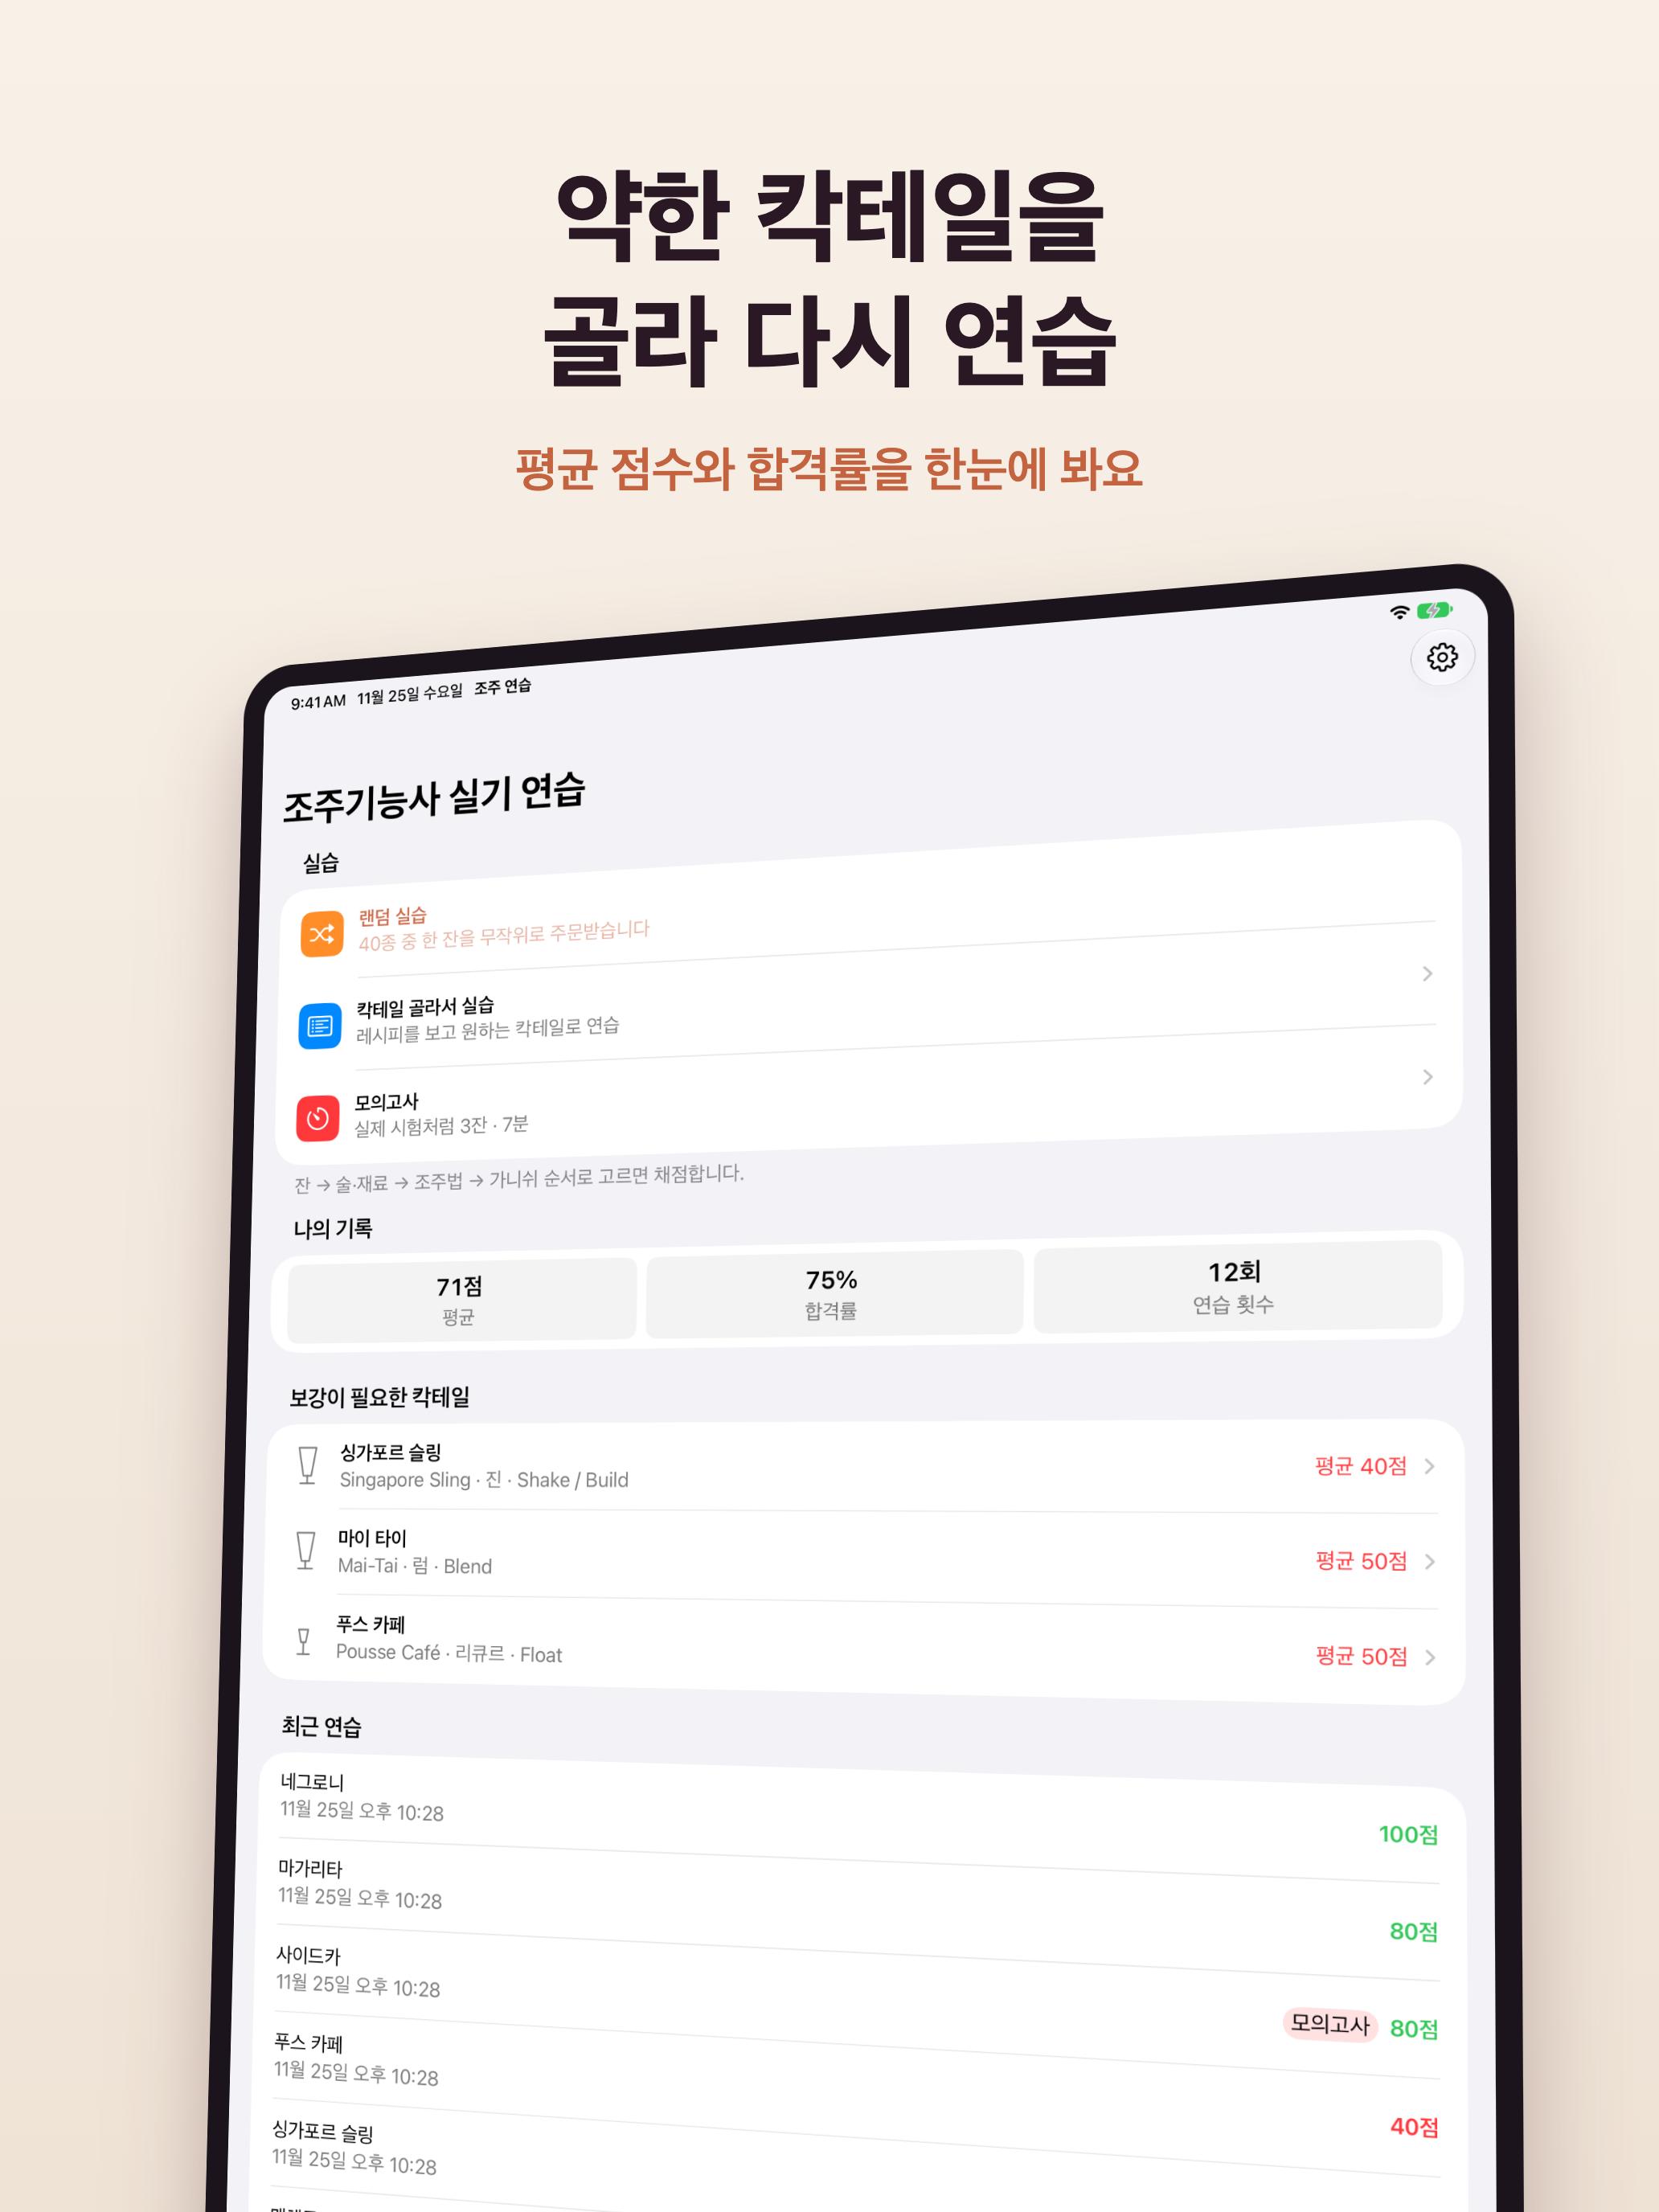 약한 칵테일을
골라 다시 연습
평균 점수와 합격률을 한눈에 봐요
9:41 AM 11월 25일 수요일 조주 연습
조주기능사 실기 연습
실습
랜덤 실습
40종 중 한 잔을 무작위로 주문받습니다
칵테일 골라서 실습
레시피를 보고 원하는 칵테일로 연습
모의고사
실제 시험처럼 3잔 · 7분
잔 → 술·재료 → 조주법 → 가니쉬 순서로 고르면 채점합니다.
나의 기록
71점
평균
75%
합격률
12회
연습 횟수
보강이 필요한 칵테일
싱가포르 슬링
Singapore Sling · 진 · Shake / Build
평균 40점
마이 타이
Mai-Tai · 럼 · Blend
평균 50점
푸스 카페
Pousse Café · 리큐르 · Float
평균 50점
최근 연습
네그로니
11월 25일 오후 10:28
100점
마가리타
11월 25일 오후 10:28
80점
사이드카
11월 25일 오후 10:28
모의고사 80점
푸스 카페
11월 25일 오후 10:28
40점
싱가포르 슬링
11월 25일 오후 10:28